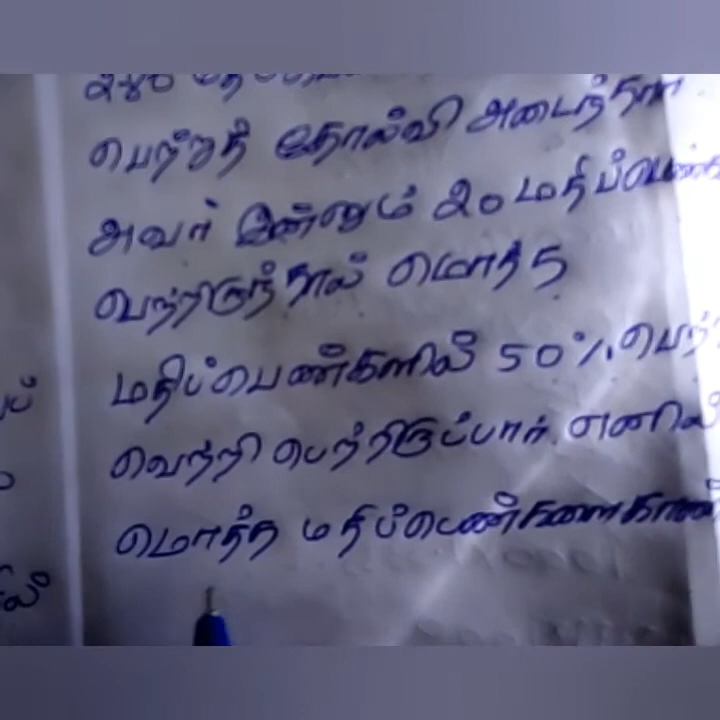 பெற்றுத் தோல்வி அடைந்தார்
அவர் இன்னும் 20 மதிப்பெண்
பெற்றிருந்தால் மொத்த
மதிப்பெண்களில் 50%
வெற்றி பெற்றிருப்பார். எனில்
மொத்த மதிப்பெண்களை காண்